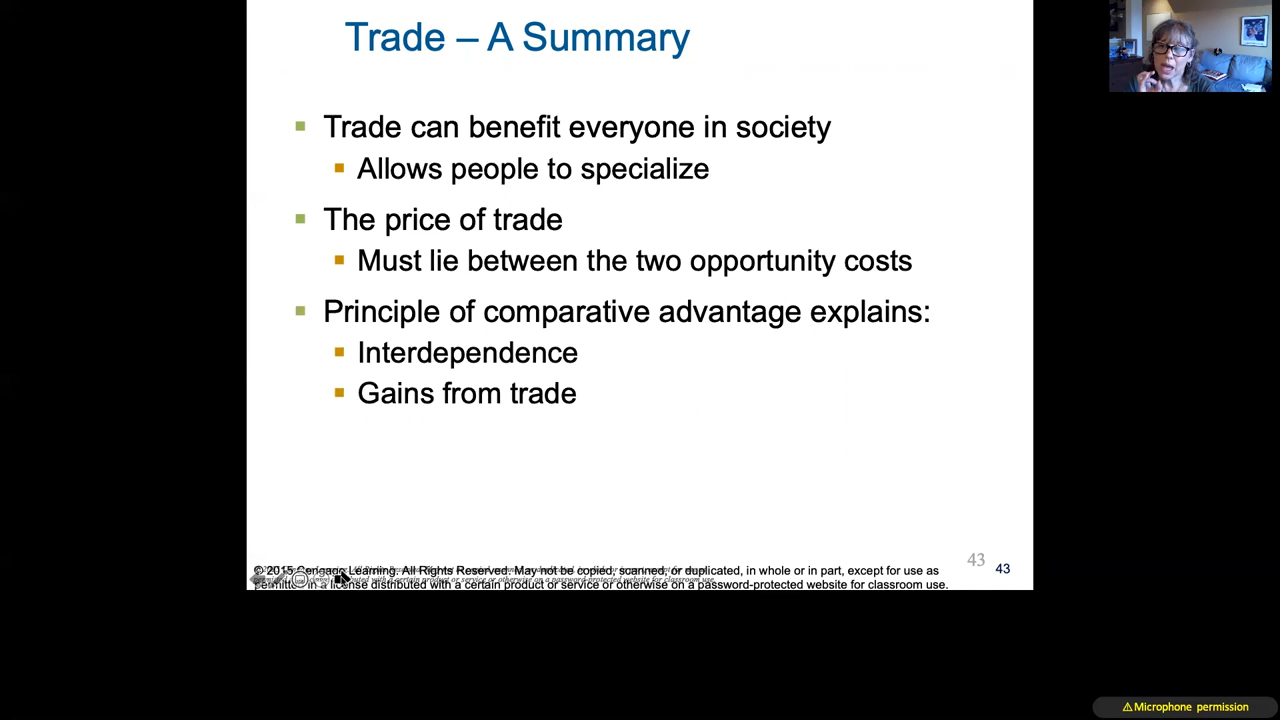 Trade – A Summary
Trade can benefit everyone in society
Allows people to specialize
The price of trade
Must lie between the two opportunity costs
Principle of comparative advantage explains:
Interdependence
Gains from trade
43
43
© 2015 Cengage Learning. All Rights Reserved. May not be copied, scanned, or duplicated, in whole or in part, except for use as
permitted in a license distributed with a certain product or service or otherwise on a password-protected website for classroom use.
Microphone permission